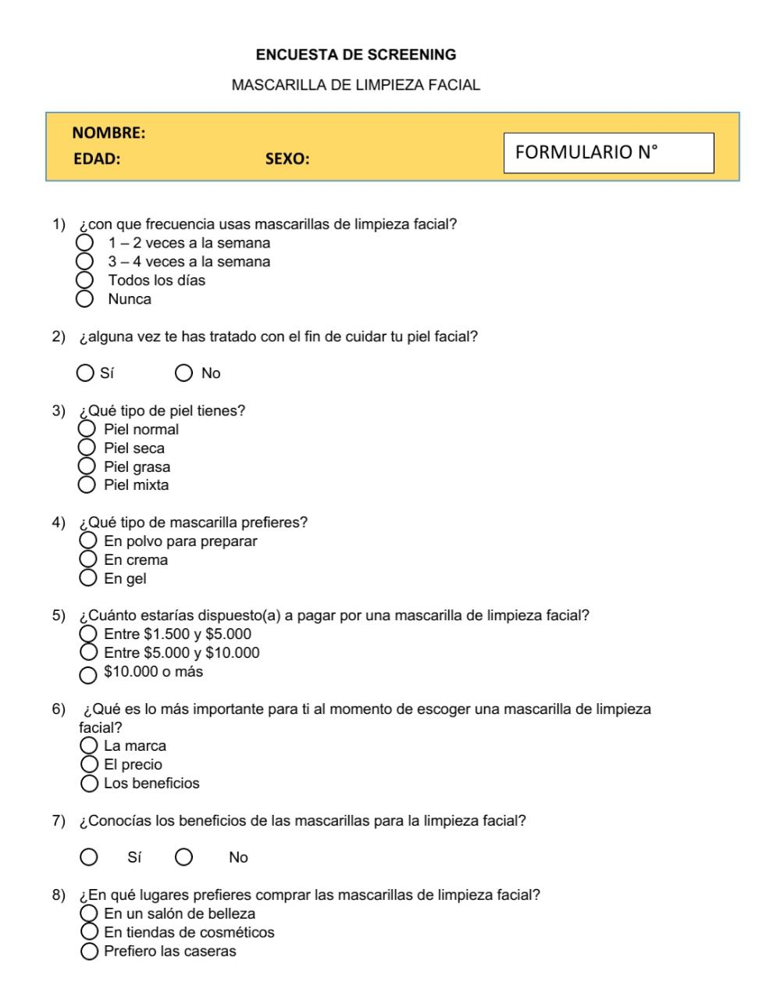 ENCUESTA DE SCREENING
MASCARILLA DE LIMPIEZA FACIAL
NOMBRE:
EDAD: SEXO:
FORMULARIO N°
1) ¿con que frecuencia usas mascarillas de limpieza facial?
1 – 2 veces a la semana
3 – 4 veces a la semana
Todos los días
Nunca
2) ¿alguna vez te has tratado con el fin de cuidar tu piel facial?
Sí No
3) ¿Qué tipo de piel tienes?
Piel normal
Piel seca
Piel grasa
Piel mixta
4) ¿Qué tipo de mascarilla prefieres?
En polvo para preparar
En crema
En gel
5) ¿Cuánto estarías dispuesto(a) a pagar por una mascarilla de limpieza facial?
Entre $1.500 y $5.000
Entre $5.000 y $10.000
$10.000 o más
6) ¿Qué es lo más importante para ti al momento de escoger una mascarilla de limpieza
facial?
La marca
El precio
Los beneficios
7) ¿Conocías los beneficios de las mascarillas para la limpieza facial?
Sí No
8) ¿En qué lugares prefieres comprar las mascarillas de limpieza facial?
En un salón de belleza
En tiendas de cosméticos
Prefiero las caseras